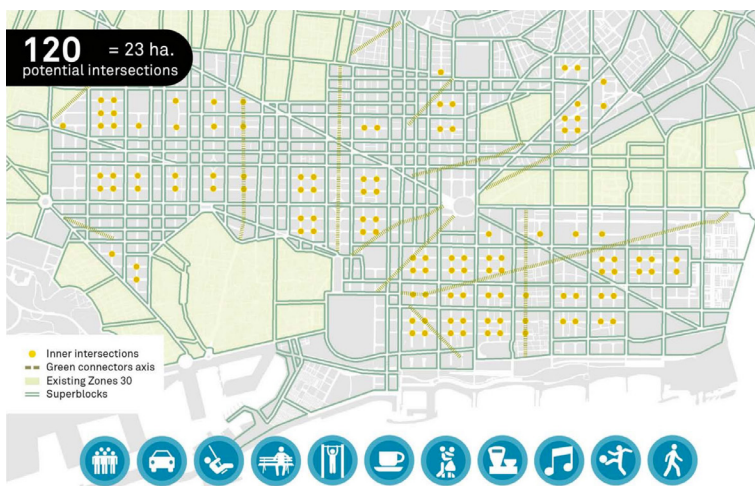 120 = 23 ha.
potential intersections
Inner intersections
Green connectors axis
Existing Zones 30
Superblocks